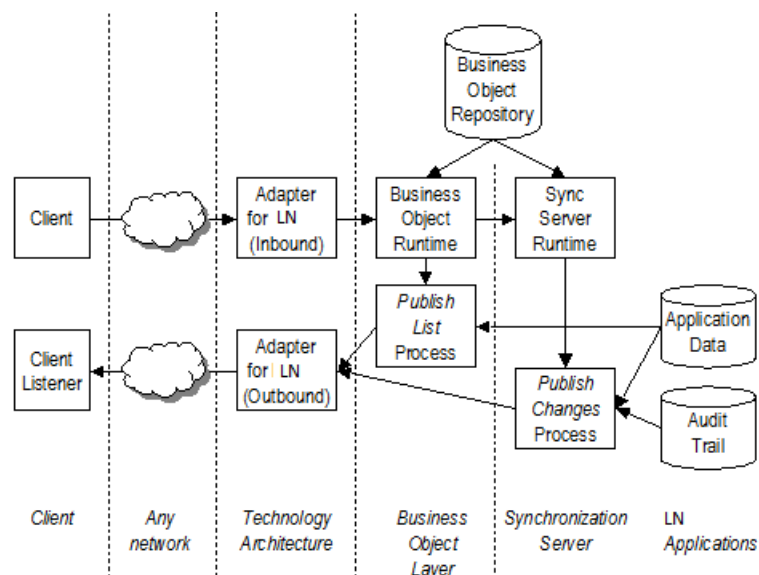 Business
Object
Repository
Client
Adapter
for LN
(Inbound)
Business
Object
Runtime
Sync
Server
Runtime
Publish
List
Process
Application
Data
Client
Listener
Adapter
for LN
(Outbound)
Publish
Changes
Process
Audit
Trail
Client
Any
network
Technology
Architecture
Business
Object
Layer
Synchronization
Server
LN
Applications